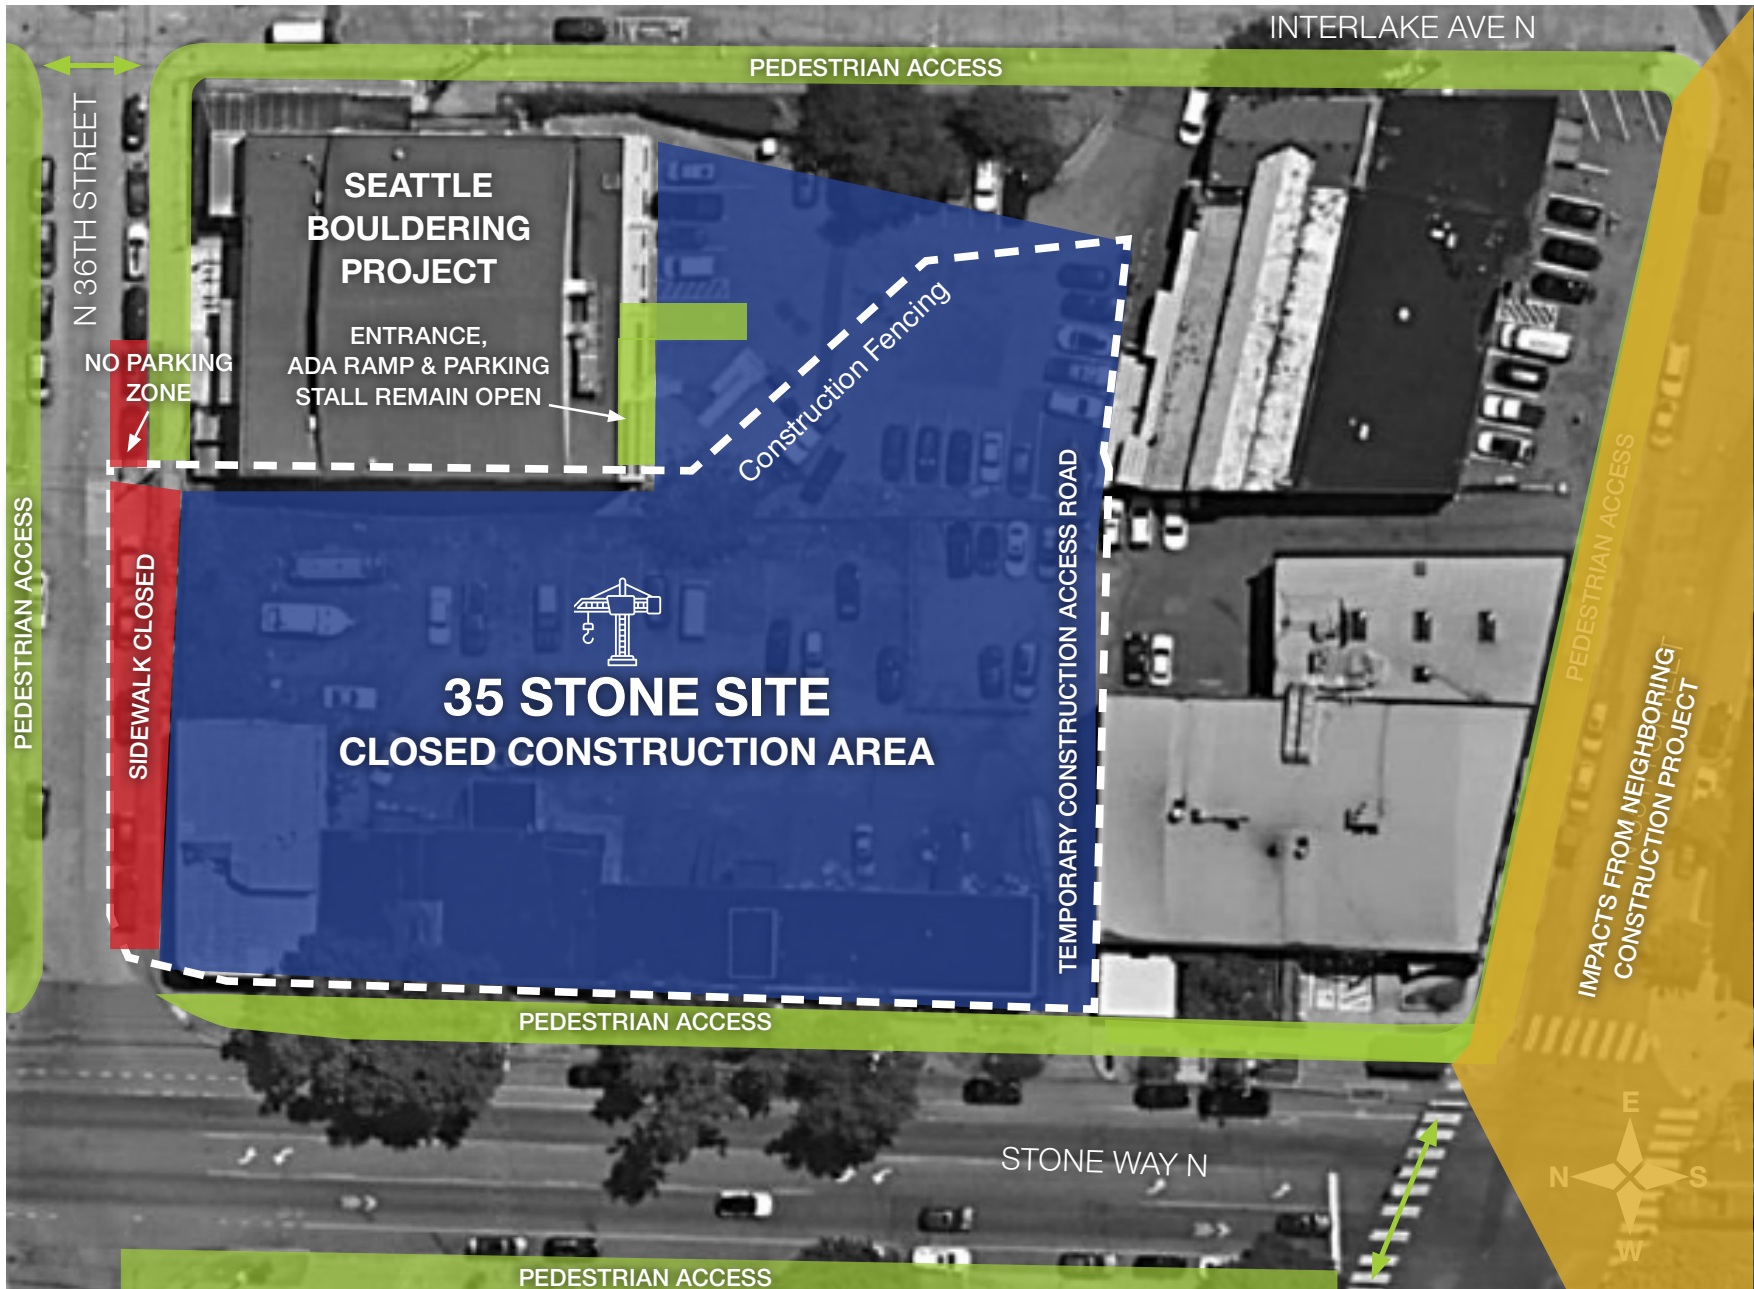 INTERLAKE AVE N
PEDESTRIAN ACCESS
N 36TH STREET
SEATTLE
BOULDERING
PROJECT
ENTRANCE,
ADA RAMP & PARKING
STALL REMAIN OPEN
NO PARKING
ZONE
Construction Fencing
PEDESTRIAN ACCESS
SIDEWALK CLOSED
35 STONE SITE
CLOSED CONSTRUCTION AREA
TEMPORARY CONSTRUCTION ACCESS ROAD
PEDESTRIAN ACCESS
IMPACTS FROM NEIGHBORING
CONSTRUCTION PROJECT
PEDESTRIAN ACCESS
STONE WAY N
E
N
S
W
PEDESTRIAN ACCESS